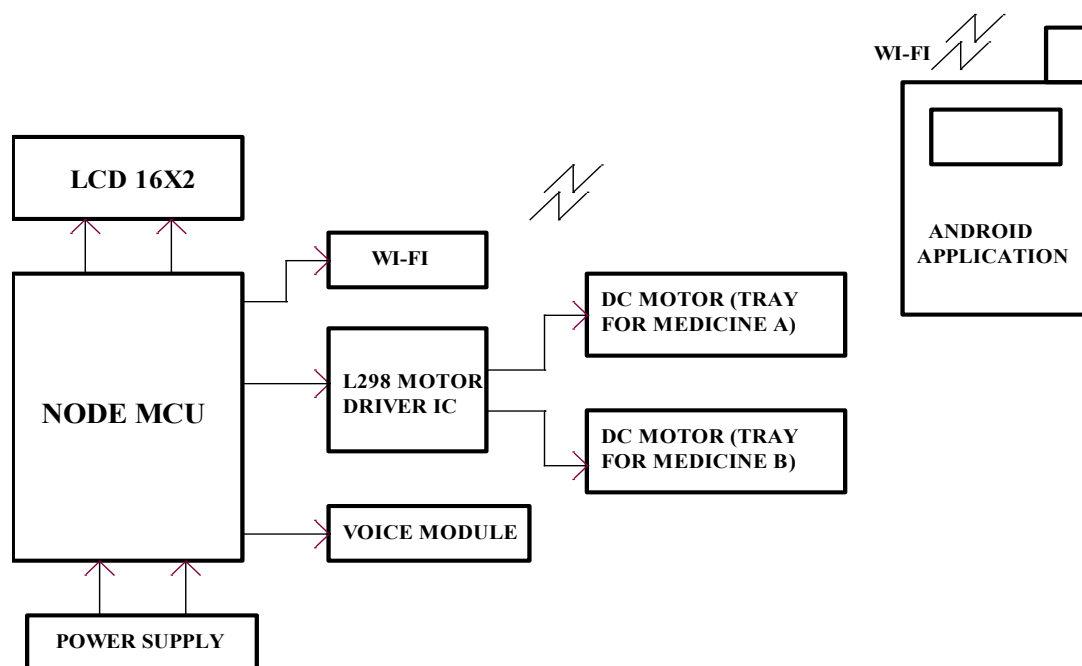 WI-FI
LCD 16X2
ANDROID
APPLICATION
WI-FI
DC MOTOR (TRAY
FOR MEDICINE A)
L298 MOTOR
DRIVER IC
NODE MCU
DC MOTOR (TRAY
FOR MEDICINE B)
VOICE MODULE
POWER SUPPLY